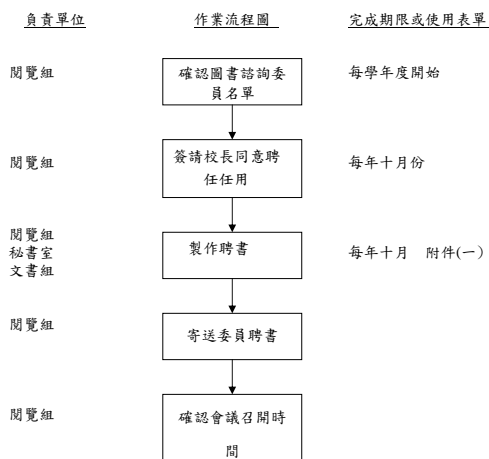 負責單位 作業流程圖 完成期限或使用表單
閱覽組 確認圖書諮詢委 每學年度開始
員名單
閱覽組 簽請校長同意聘 每年十月份
任任用
閱覽組
秘書室 製作聘書 每年十月 附件(一)
文書組
閱覽組
寄送委員聘書
閱覽組 確認會議召開時
間